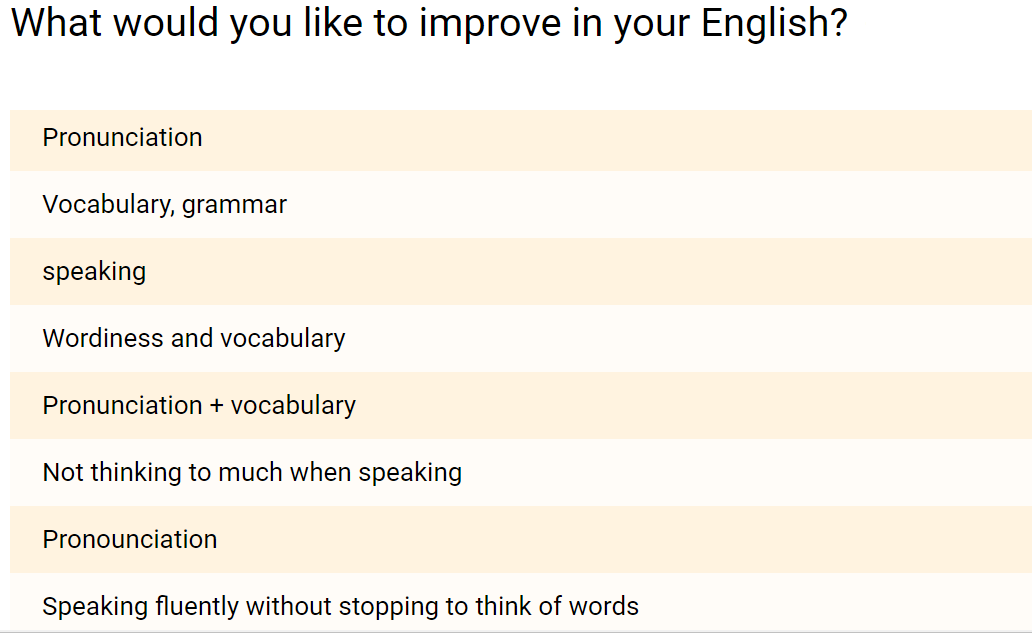 What would you like to improve in your English?
Pronunciation
Vocabulary, grammar
speaking
Wordiness and vocabulary
Pronunciation + vocabulary
Not thinking to much when speaking
Pronounciation
Speaking fluently without stopping to think of words